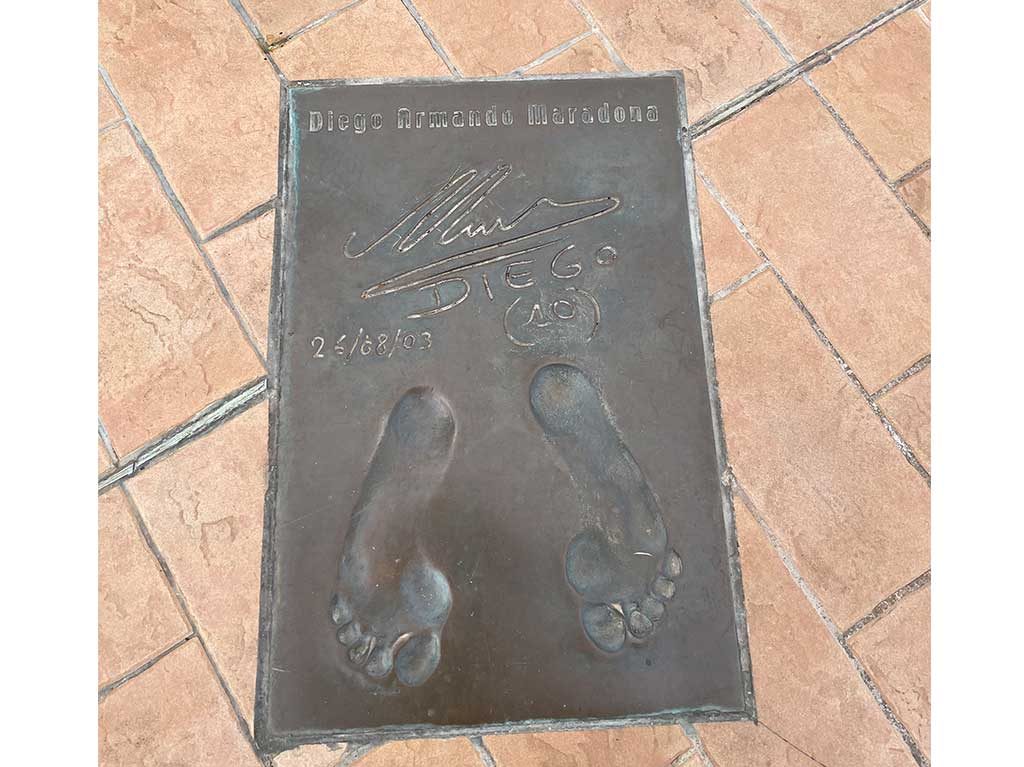 Diego Armando Maradona
DIEGO
(10)
26/08/03